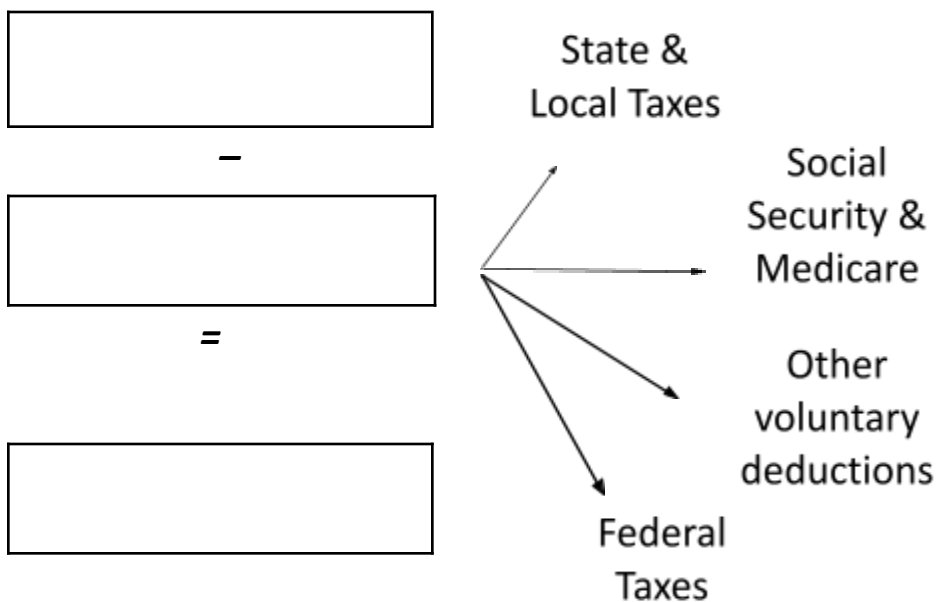 State &
Local Taxes
–
Social
Security &
Medicare
=
Other
voluntary
deductions
Federal
Taxes